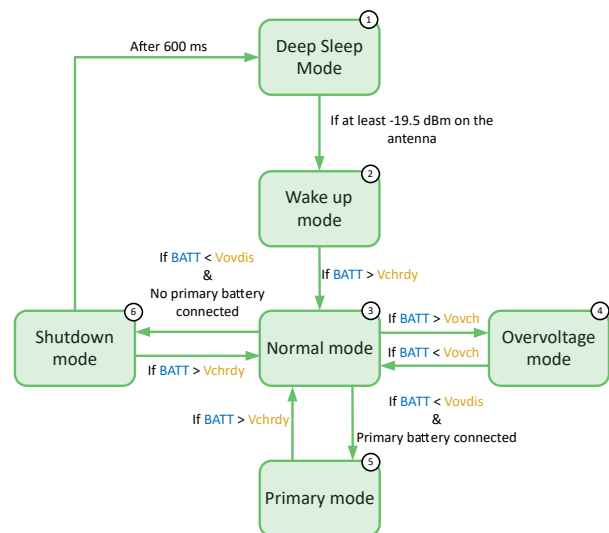 1
Deep Sleep
Mode
After 600 ms
If at least -19.5 dBm on the
antenna
2
Wake up
mode
If BATT < Vovdis
&
No primary battery
connected
If BATT > Vchrdy
6
Shutdown
mode
3
Normal mode
4
Overvoltage
mode
If BATT > Vovch
If BATT < Vovch
If BATT > Vchrdy
If BATT > Vchrdy
If BATT < Vovdis
&
Primary battery connected
5
Primary mode